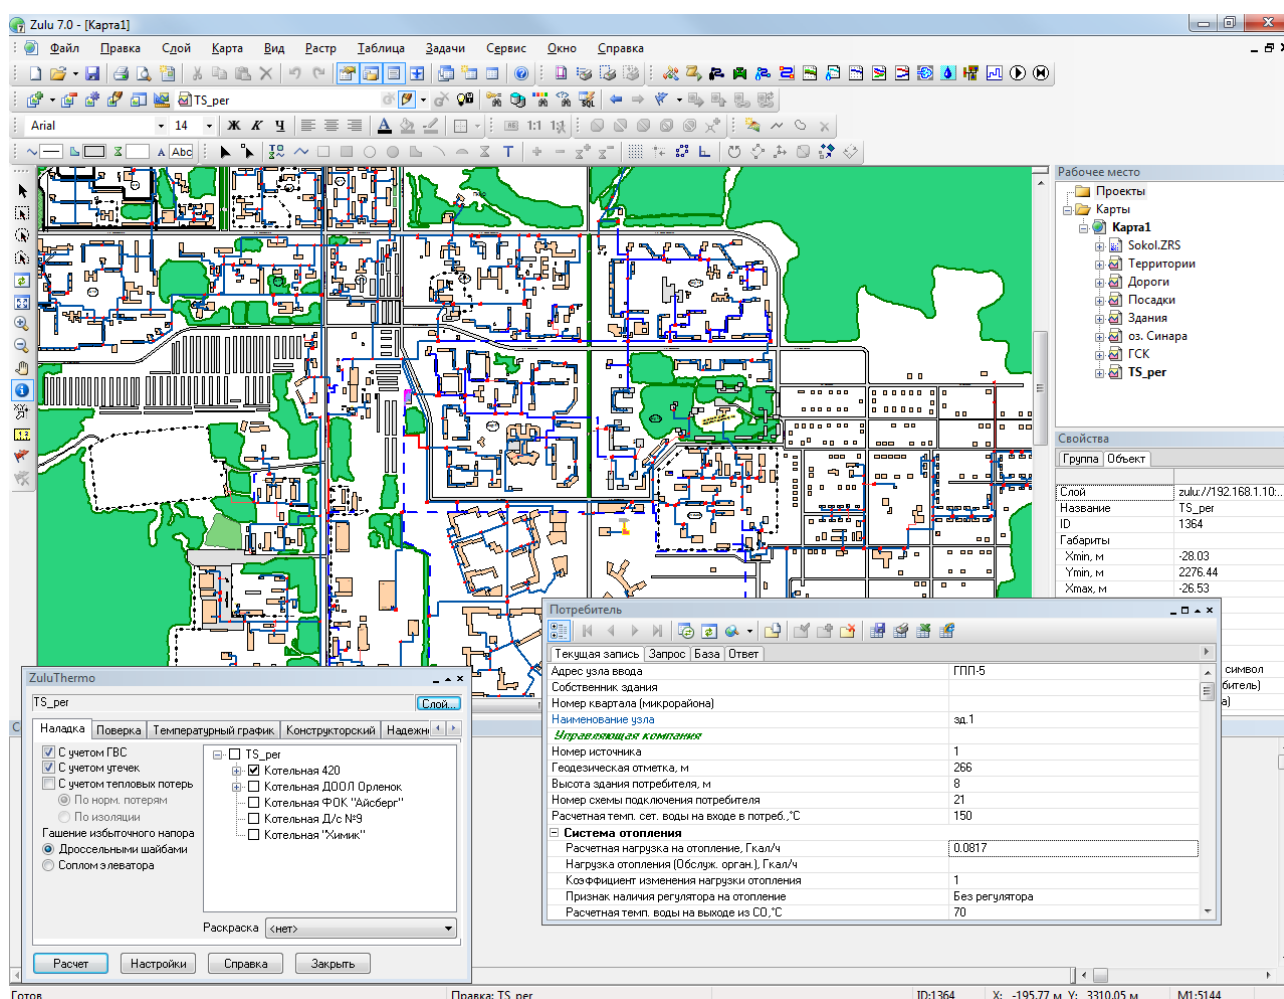 Zulu 7.0 - [Карта1]
Файл Правка Слой Карта Вид Растр Таблица Задачи Сервис Окно Справка
TS_per
Arial 14 Ж К Ч А 1:1
Abc
Рабочее место
Проекты
Карты
Карта1
Sokol.ZRS
Территории
Дороги
Посадки
Здания
оз. Синара
ГСК
TS_per
Свойства
Группа Объект
Слой zulu://192.168.1.10:...
Название TS_per
ID 1364
Габариты
Xmin, м -28.03
Ymin, м 2276.44
Xmax, м -26.53
символ
Потребитель
Текущая запись Запрос База Ответ
Адрес узла ввода ГПП-5
Собственник здания
Номер квартала (микрорайона)
Наименование узла зд.1
Управляющая компания
Номер источника 1
Геодезическая отметка, м 266
Высота здания потребителя, м 8
Номер схемы подключения потребителя 21
Расчетная темп. сет. воды на входе в потреб.,°C 150
Система отопления
Расчетная нагрузка на отопление, Гкал/ч 0.0817
Нагрузка отопления (Обслуж. орган.), Гкал/ч
Коэффициент изменения нагрузки отопления 1
Признак наличия регулятора на отопление Без регулятора
Расчетная темп. воды на выходе из СО,°C 70
ZuluThermo
TS_per Слой...
Наладка Поверка Температурный график Конструкторский Надежн
С учетом ГВС
С учетом утечек
С учетом тепловых потерь
По норм. потерям
По изоляции
Гашение избыточного напора
Дроссельными шайбами
Соплом элеватора
TS_per
Котельная 420
Котельная ДООЛ Орленок
Котельная ФОК "Айсберг"
Котельная Д/с №9
Котельная "Химик"
Раскраска <нет>
Расчет Настройки Справка Закрыть
Готов Правка: TS_per ID:1364 X: -195.77 м Y: 3310.05 м М1:5144